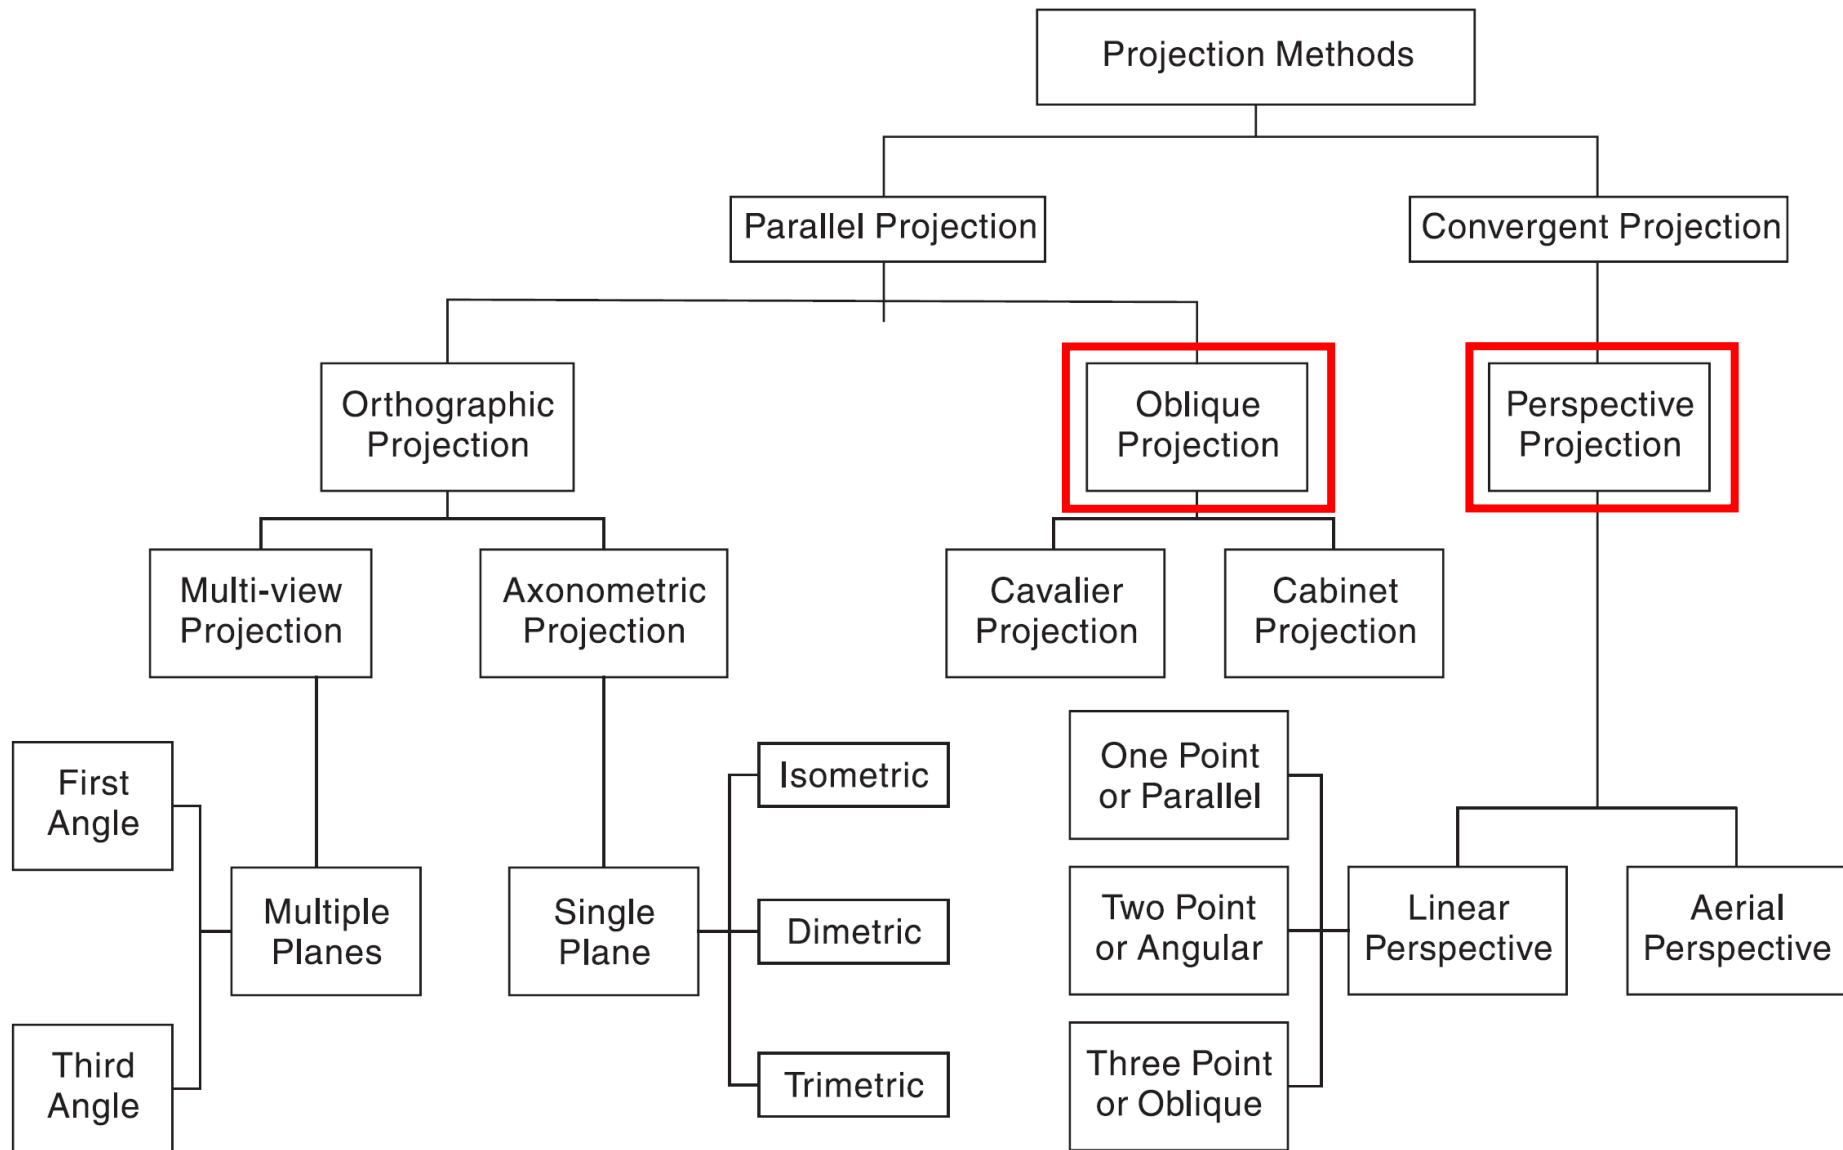 Projection Methods
Parallel Projection
Convergent Projection
Orthographic
Projection
Oblique
Projection
Perspective
Projection
Multi-view
Projection
Axonometric
Projection
Cavalier
Projection
Cabinet
Projection
First
Angle
Isometric
One Point
or Parallel
Multiple
Planes
Single
Plane
Dimetric
Two Point
or Angular
Linear
Perspective
Aerial
Perspective
Third
Angle
Trimetric
Three Point
or Oblique